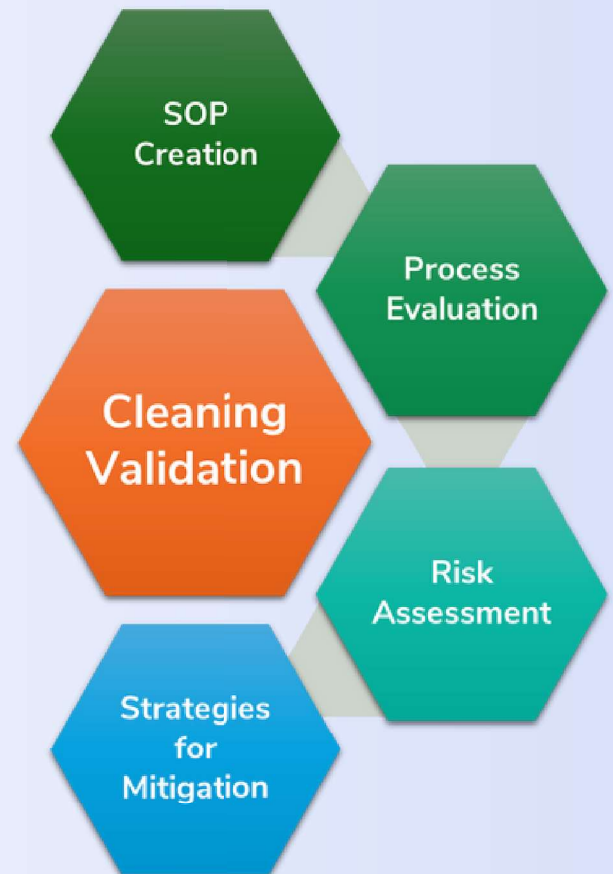 SOP
Creation
Process
Evaluation
Cleaning
Validation
Risk
Assessment
Strategies
for
Mitigation